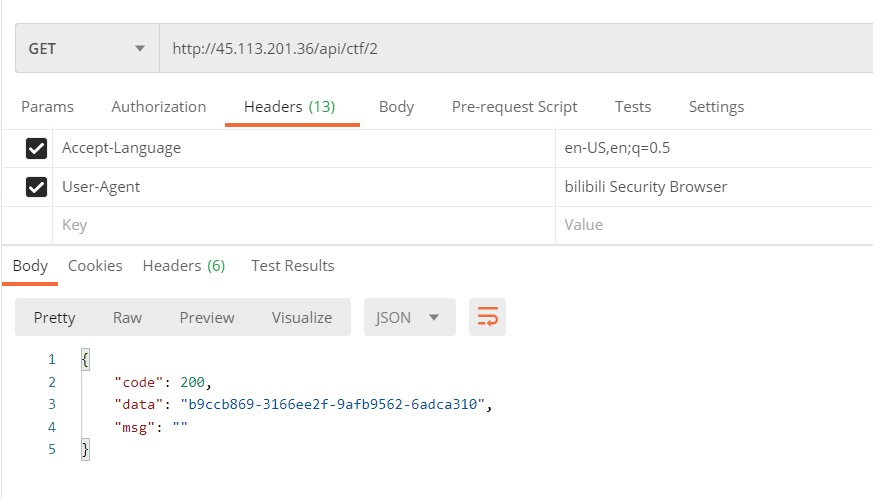 GET http://45.113.201.36/api/ctf/2
Params Authorization Headers (13) Body Pre-request Script Tests Settings
Accept-Language en-US,en;q=0.5
User-Agent bilibili Security Browser
Key Value
Body Cookies Headers (6) Test Results
Pretty Raw Preview Visualize JSON
1 {
2 "code": 200,
3 "data": "b9ccb869-3166ee2f-9afb9562-6adca310",
4 "msg": ""
5 }